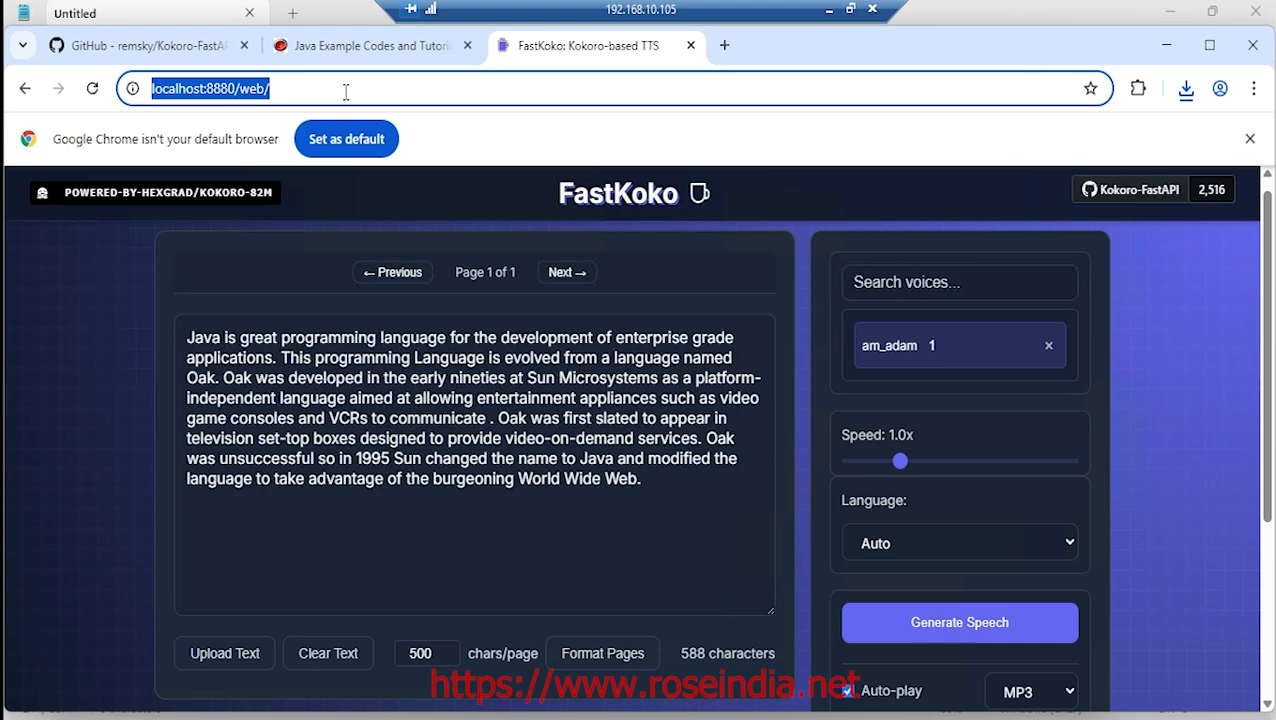 Untitled
192.168.10.105
GitHub - remsky/Kokoro-FastAP
Java Example Codes and Tutori
FastKoko: Kokoro-based TTS
localhost:8880/web/
Google Chrome isn't your default browser
Set as default
POWERED-BY-HEXGRAD/KOKORO-82M
FastKoko
Kokoro-FastAPI 2,516
← Previous
Page 1 of 1
Next →
Java is great programming language for the development of enterprise grade
applications. This programming Language is evolved from a language named
Oak. Oak was developed in the early nineties at Sun Microsystems as a platform-
independent language aimed at allowing entertainment appliances such as video
game consoles and VCRs to communicate . Oak was first slated to appear in
television set-top boxes designed to provide video-on-demand services. Oak
was unsuccessful so in 1995 Sun changed the name to Java and modified the
language to take advantage of the burgeoning World Wide Web.
Upload Text
Clear Text
500
chars/page
Format Pages
588 characters
Search voices...
am_adam 1
Speed: 1.0x
Language:
Auto
Generate Speech
Auto-play
MP3
https://www.roseindia.net